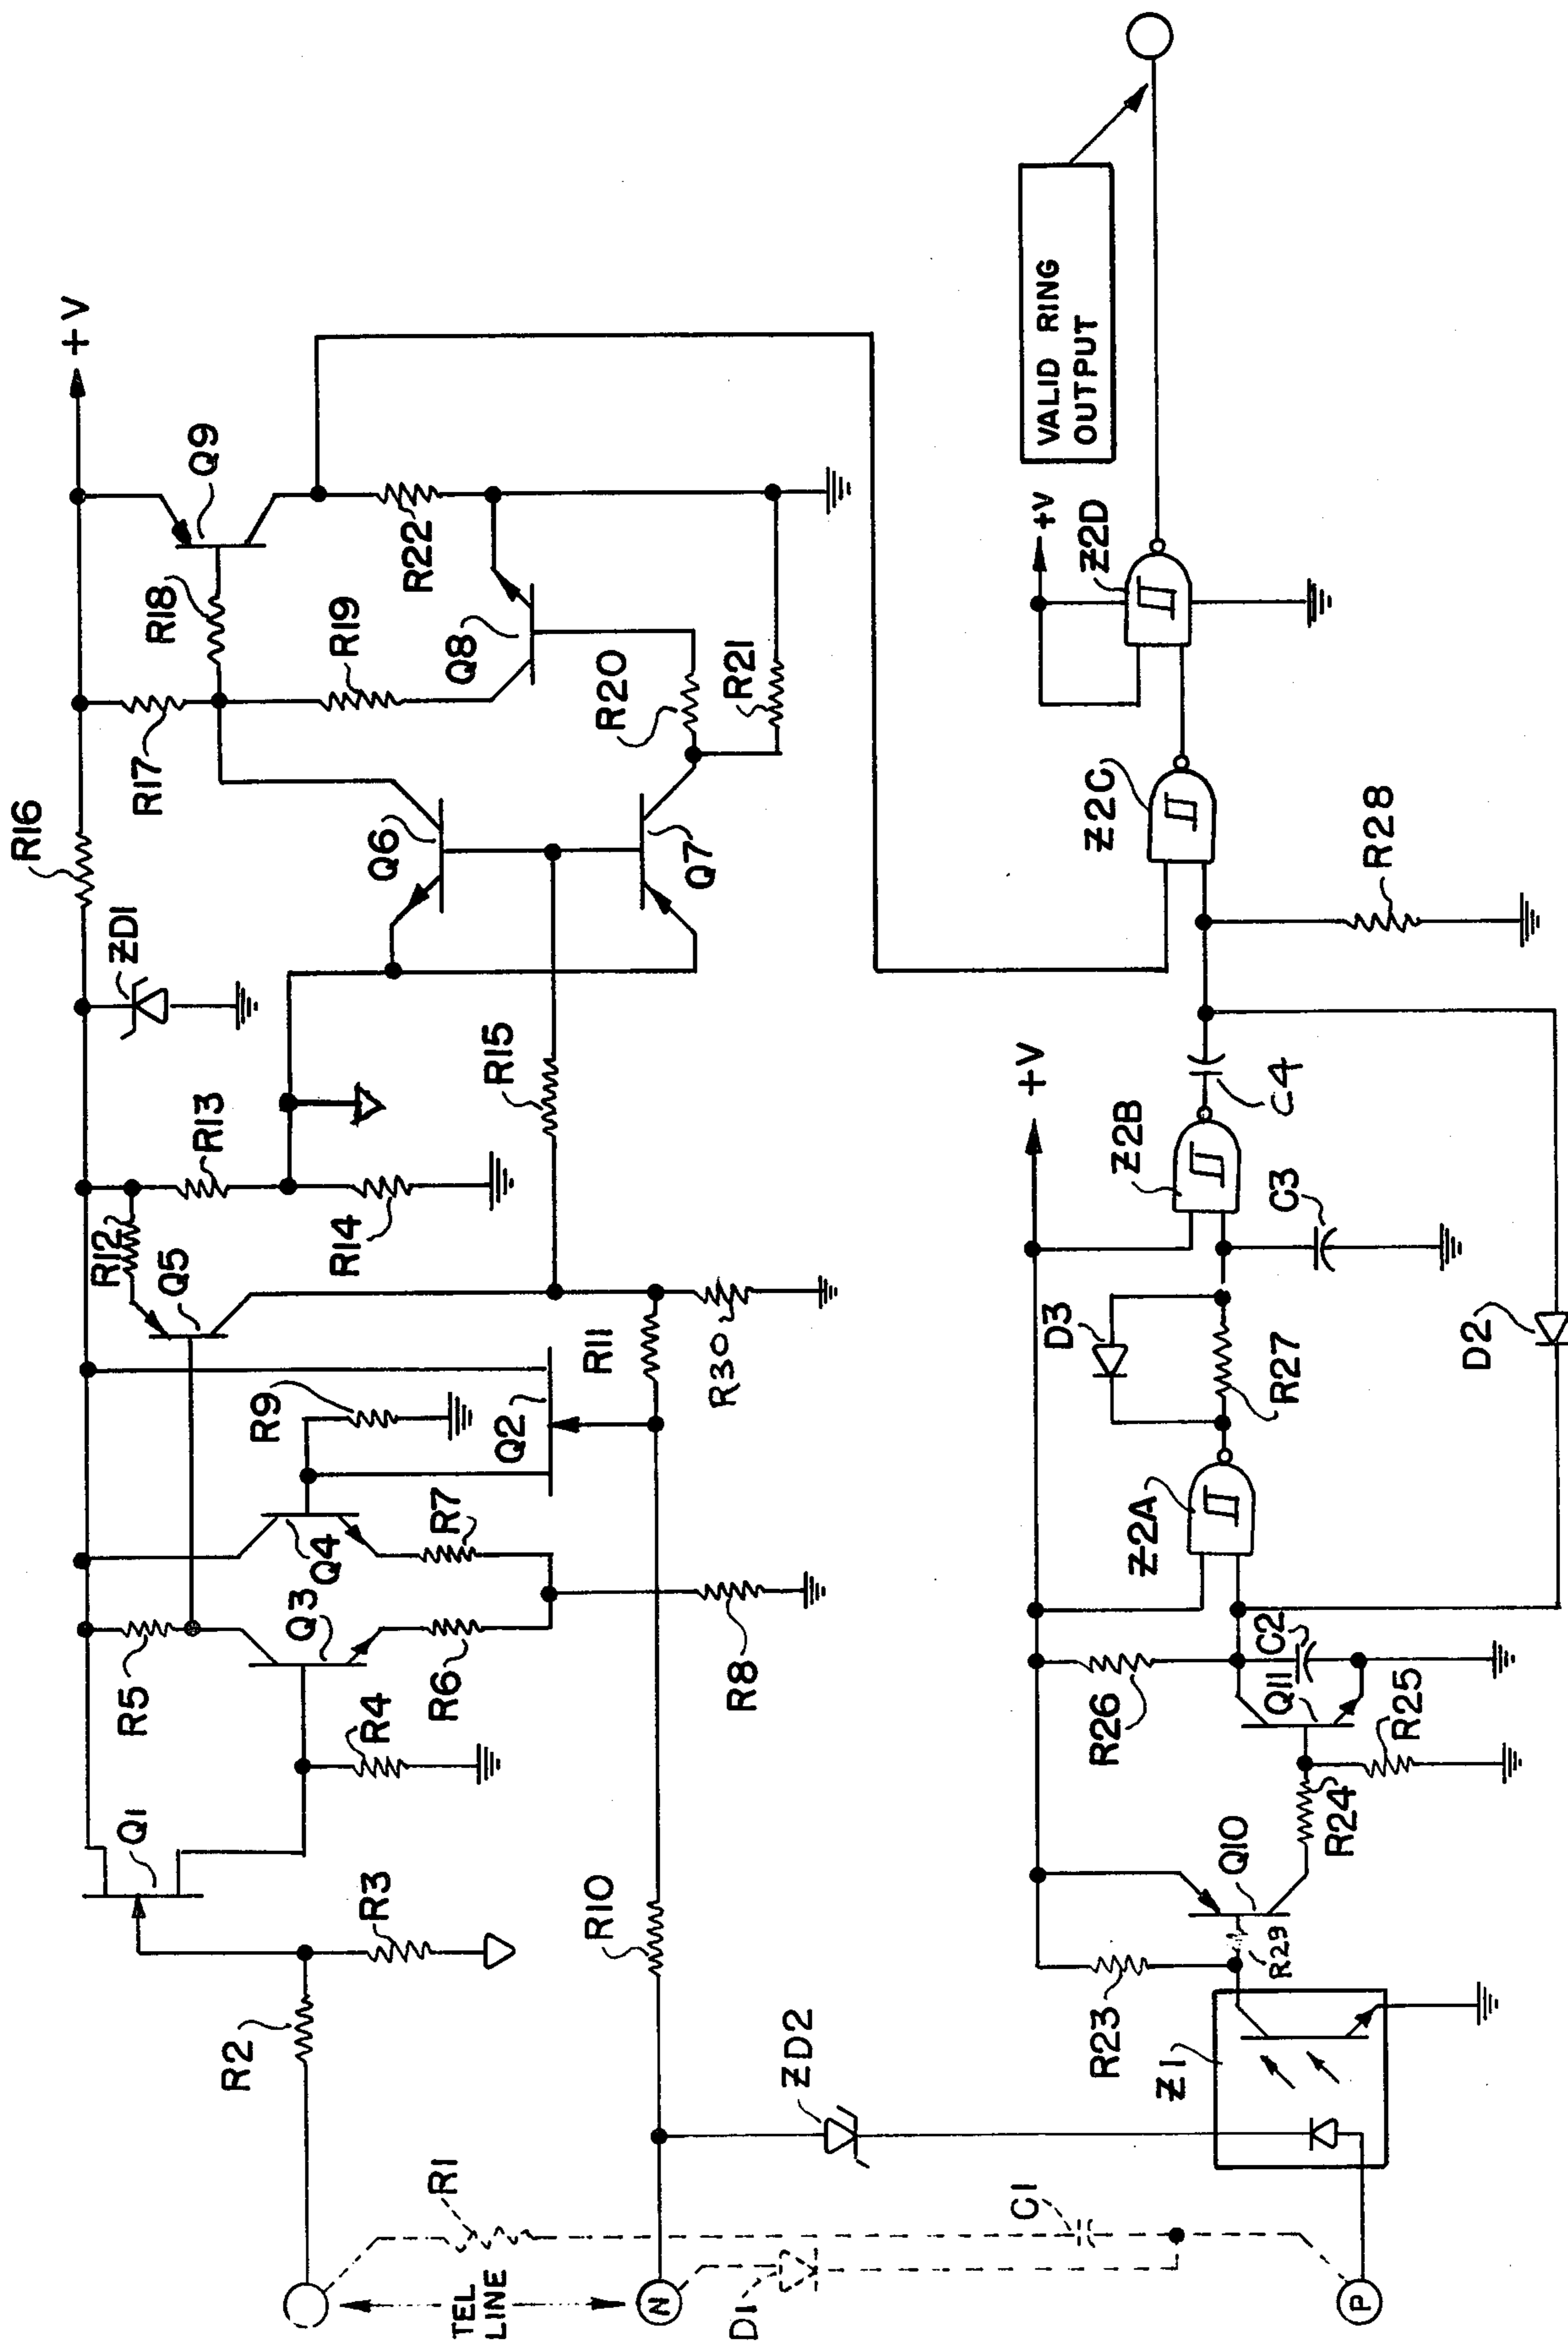 +V
R16
ZD1
R13
R12
Q5
R14
R15
R9
Q2
R11
R30
R5
Q3
Q4
R7
R6
R8
Q1
R4
R3
R2
R10
R17
R18
Q9
R19
R22
Q8
R20
R21
Q6
Q7
TEL
LINE
R1
N
D1
C1
P
ZD2
Z1
R23
R29
Q10
R24
R26
C2
Q11
R25
+V
Z2A
D3
R27
C3
Z2B
C4
D2
Z2C
R28
+V
Z2D
VALID RING
OUTPUT